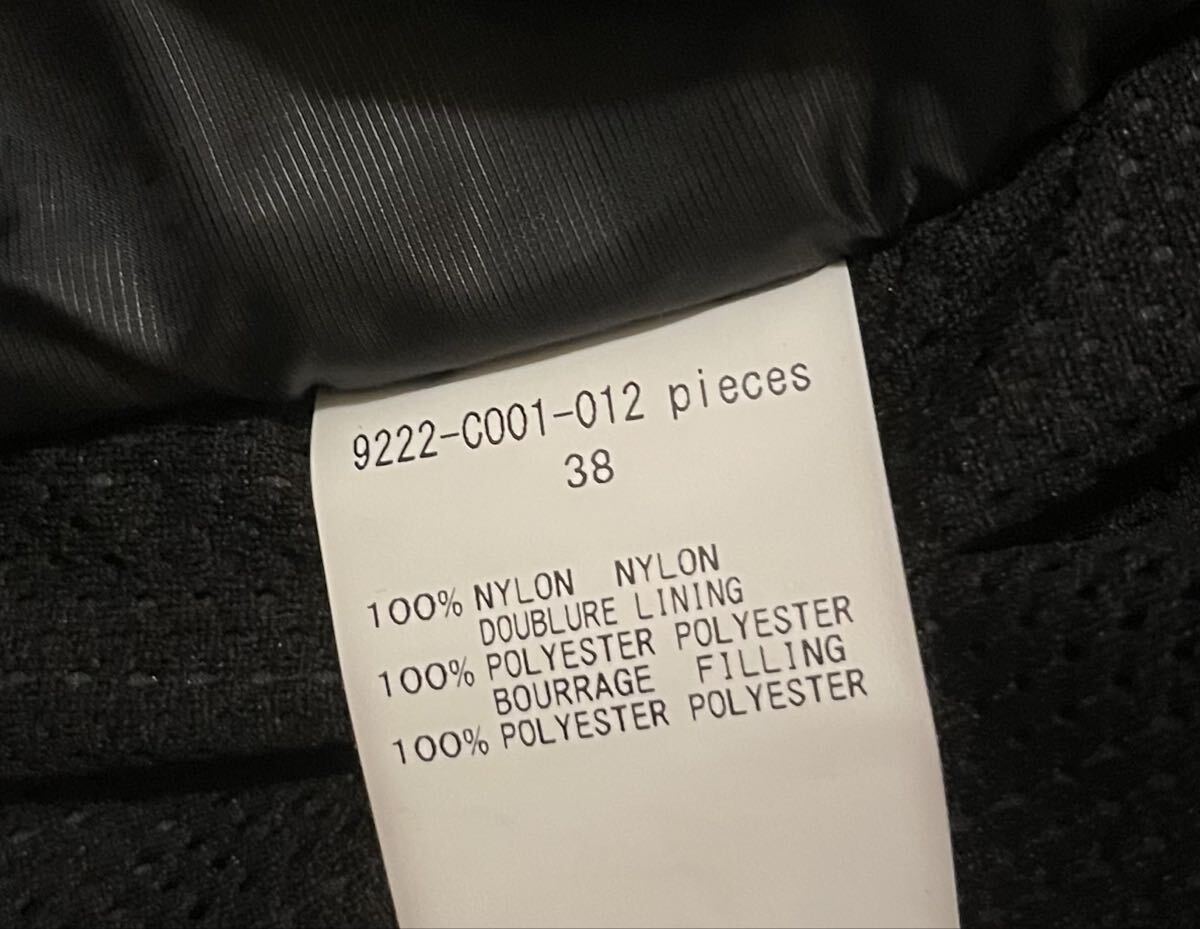 9222-C001-012 pieces
38
100% NYLON NYLON
DOUBLURE LINING
100% POLYESTER POLYESTER
BOURRAGE FILLING
100% POLYESTER POLYESTER